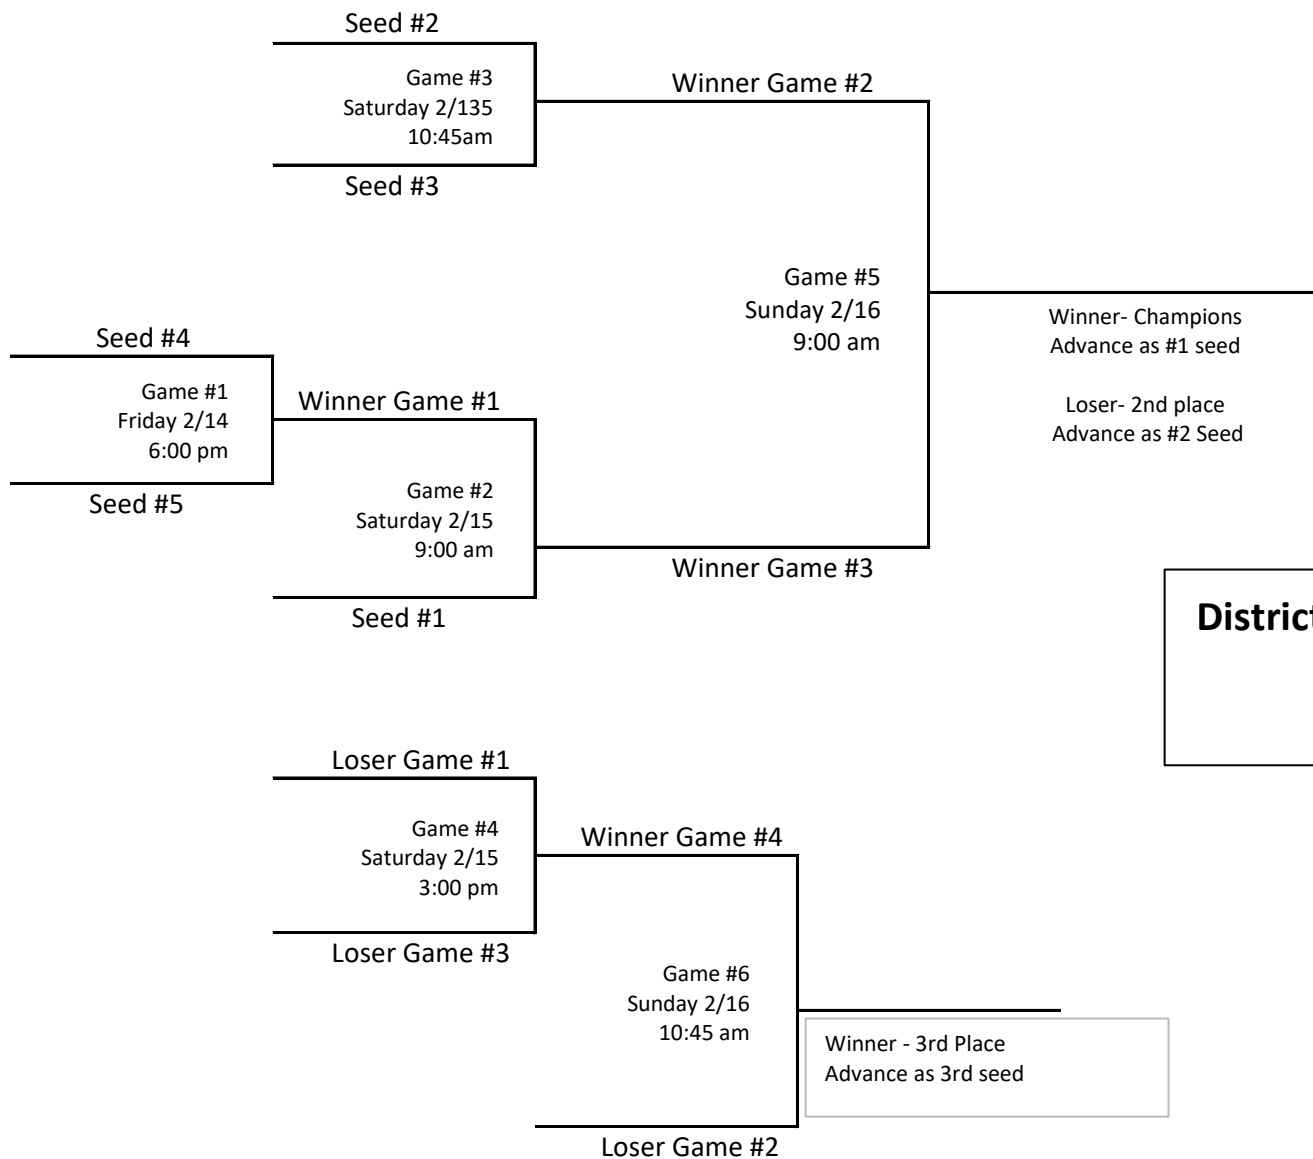 Seed #2
Game #3
Saturday 2/135
10:45am
Seed #3
Winner Game #2
Game #5
Sunday 2/16
9:00 am
Winner- Champions
Advance as #1 seed
Loser- 2nd place
Advance as #2 Seed
Seed #4
Game #1
Friday 2/14
6:00 pm
Seed #5
Winner Game #1
Game #2
Saturday 2/15
9:00 am
Seed #1
Winner Game #3
District
Loser Game #1
Game #4
Saturday 2/15
3:00 pm
Loser Game #3
Winner Game #4
Game #6
Sunday 2/16
10:45 am
Winner - 3rd Place
Advance as 3rd seed
Loser Game #2